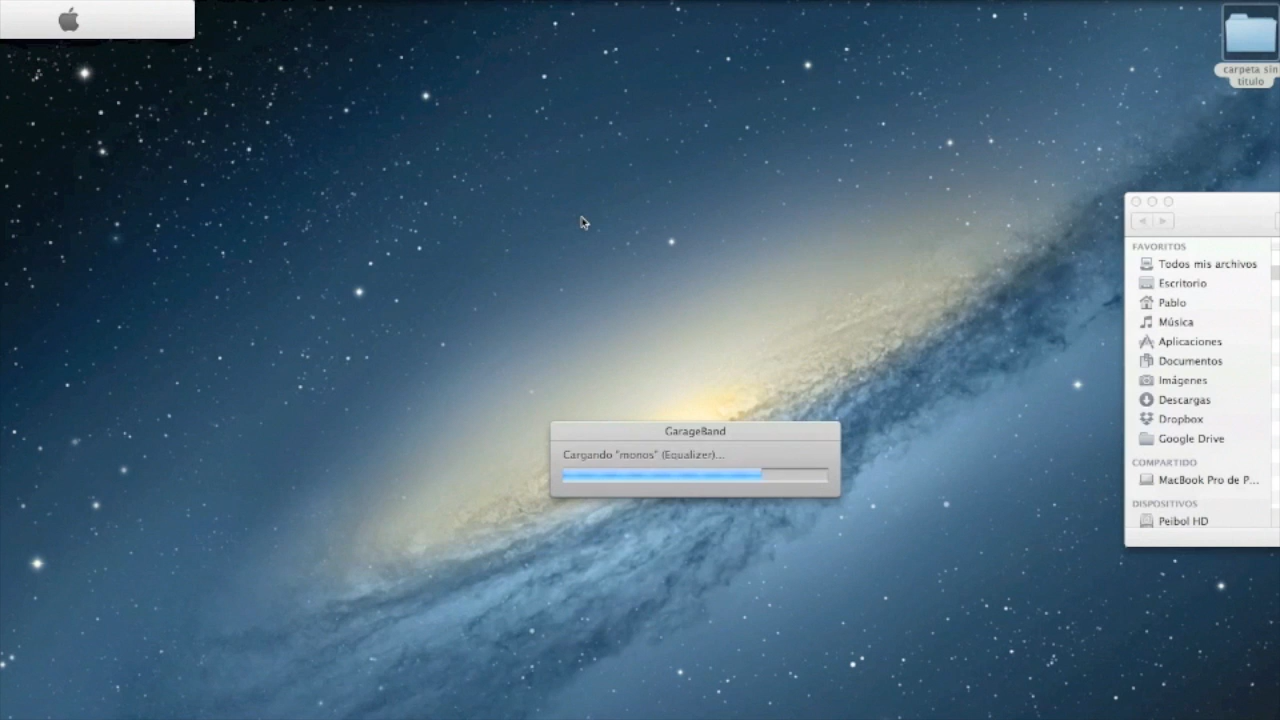 carpeta sin
titulo
FAVORITOS
Todos mis archivos
Escritorio
Pablo
Música
Aplicaciones
Documentos
Imágenes
Descargas
Dropbox
Google Drive
COMPARTIDO
MacBook Pro de P...
DISPOSITIVOS
Peibol HD
GarageBand
Cargando "monos" (Equalizer)...